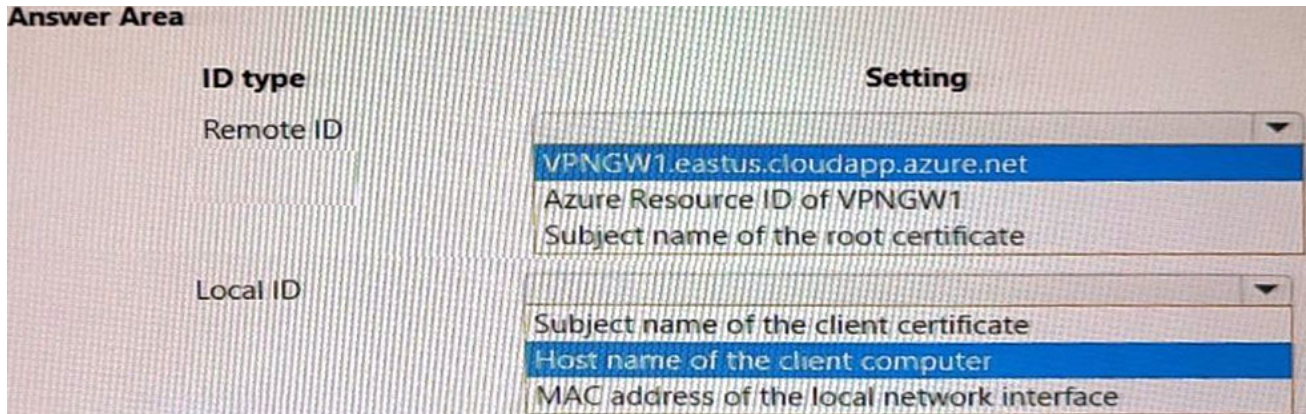 Answer Area
ID type Setting
Remote ID
VPNGW1.eastus.cloudapp.azure.net
Azure Resource ID of VPNGW1
Subject name of the root certificate
Local ID
Subject name of the client certificate
Host name of the client computer
MAC address of the local network interface